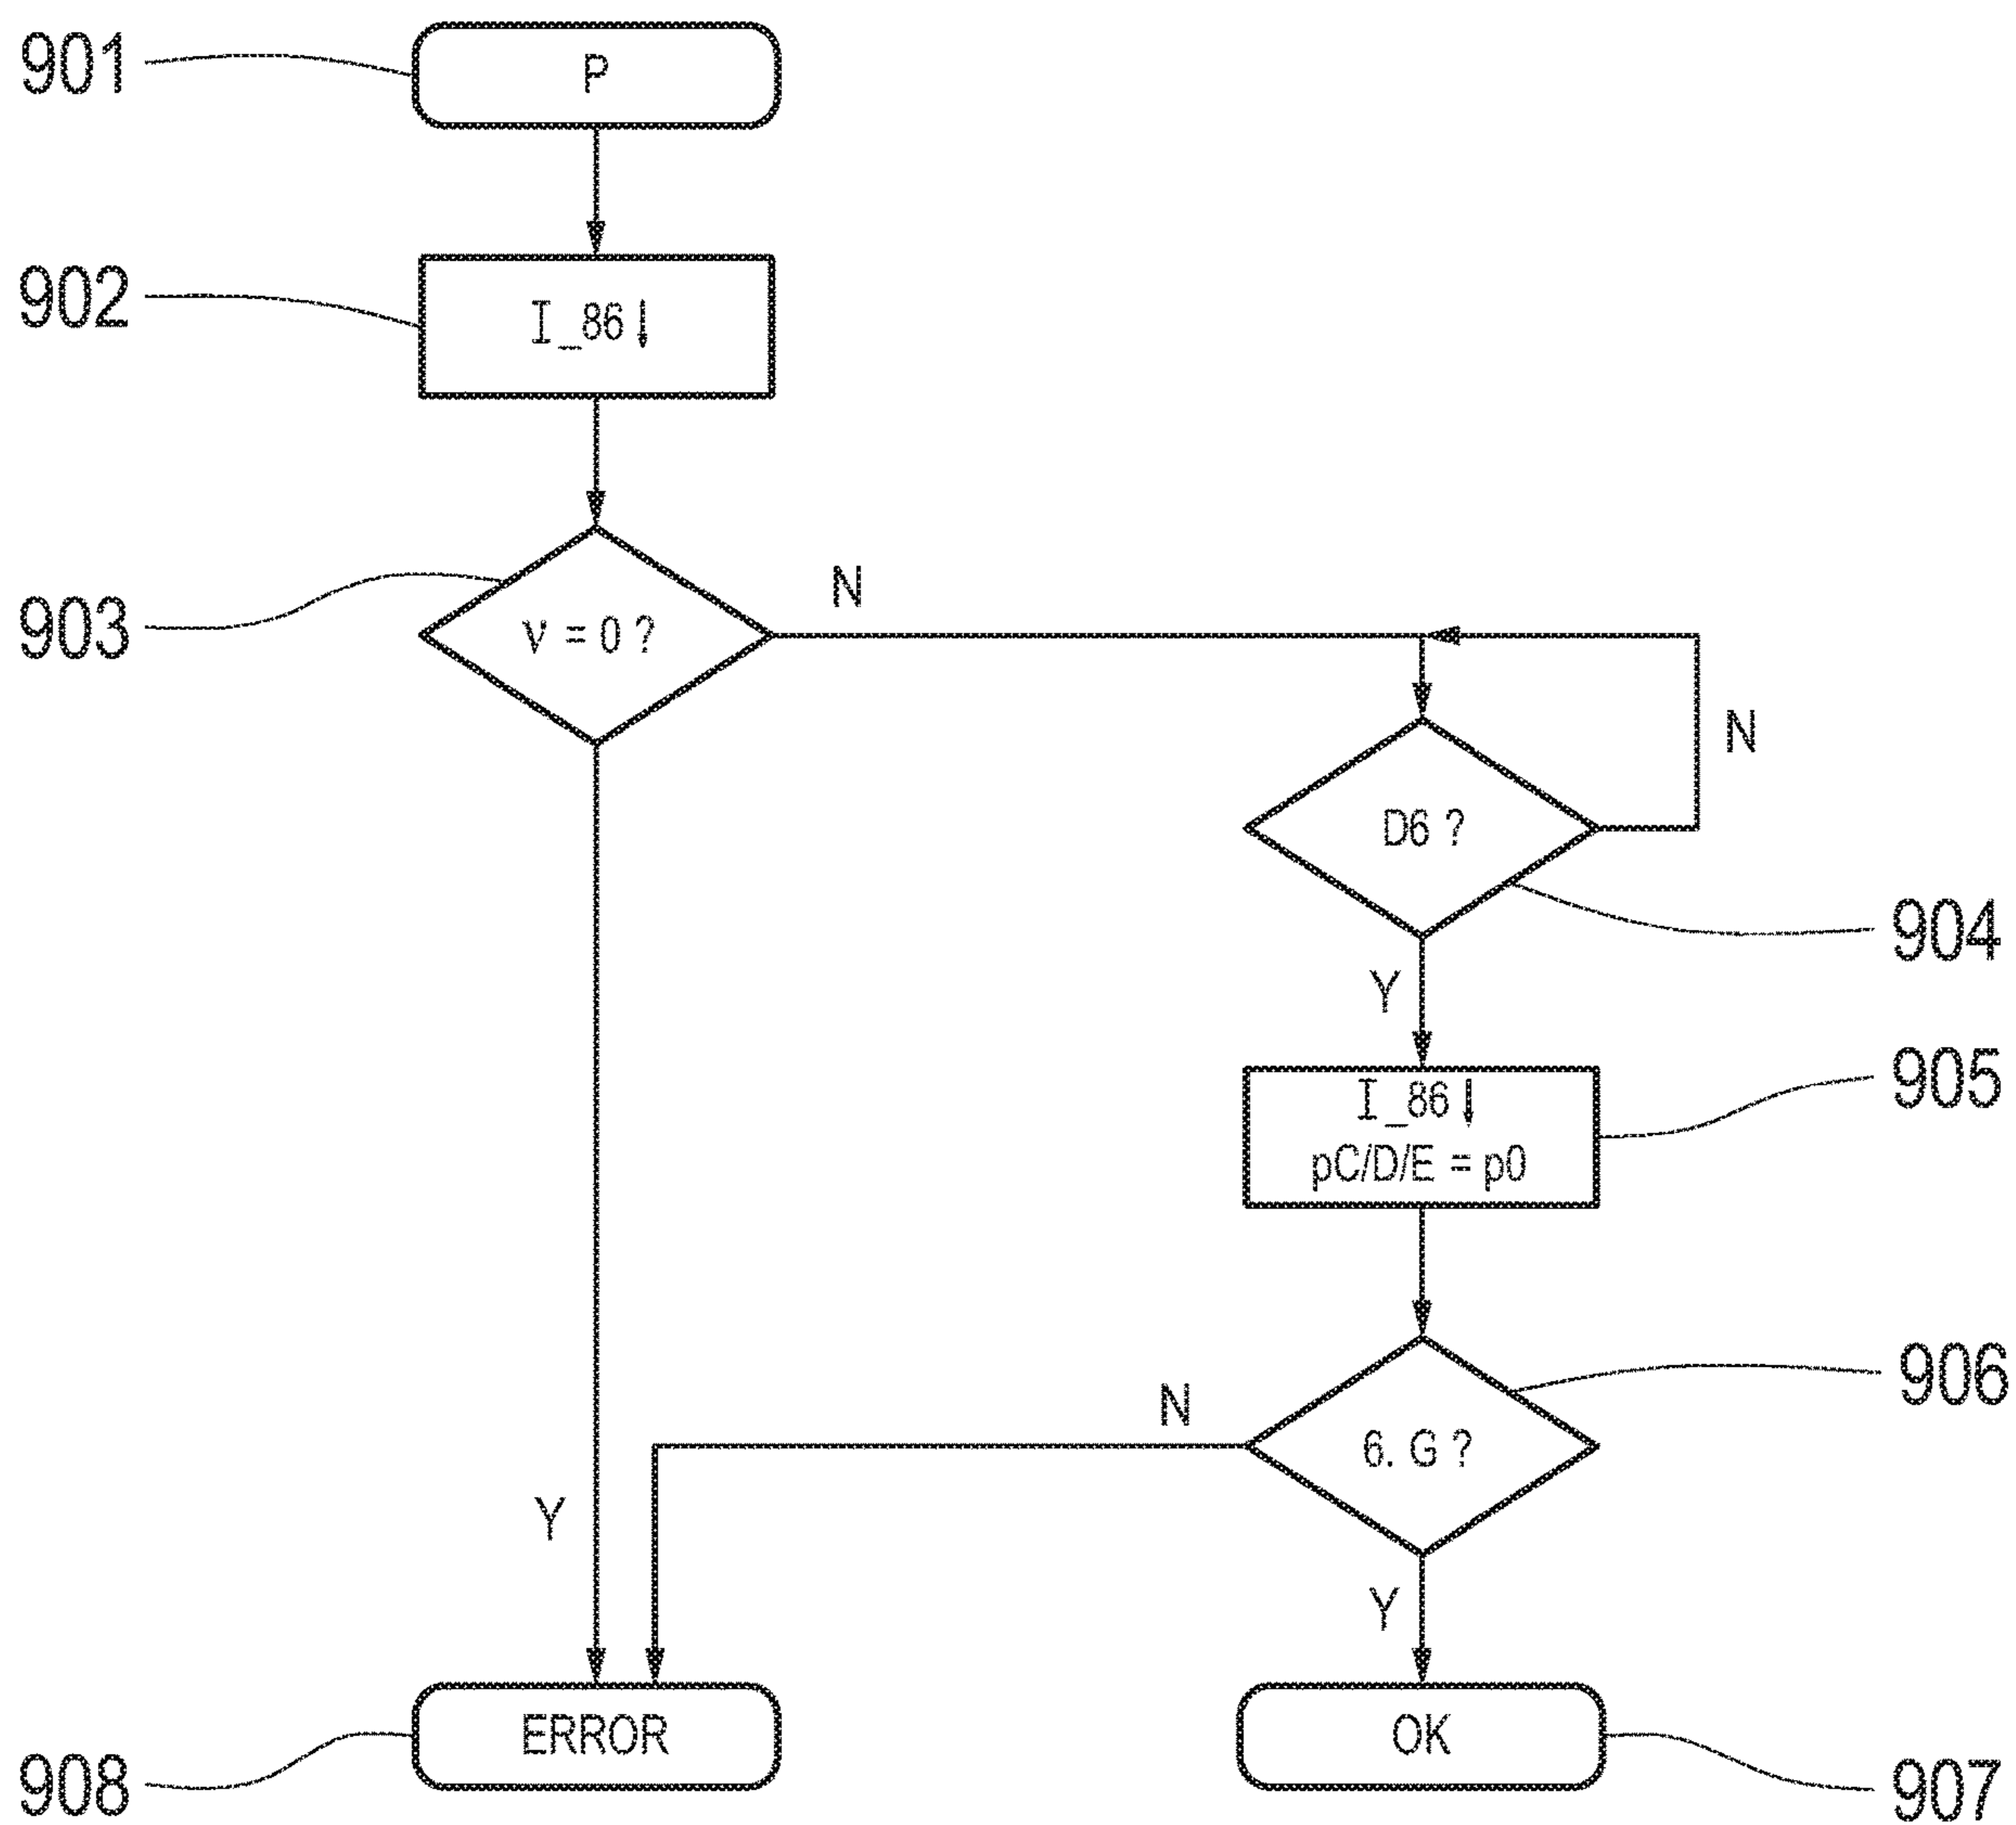 901
P
902
I_86↓
903
v = 0 ?
N
N
D6 ?
904
Y
905
I_86↓
pC/D/E = p0
906
N
6. G ?
Y
Y
ERROR
OK
908
907